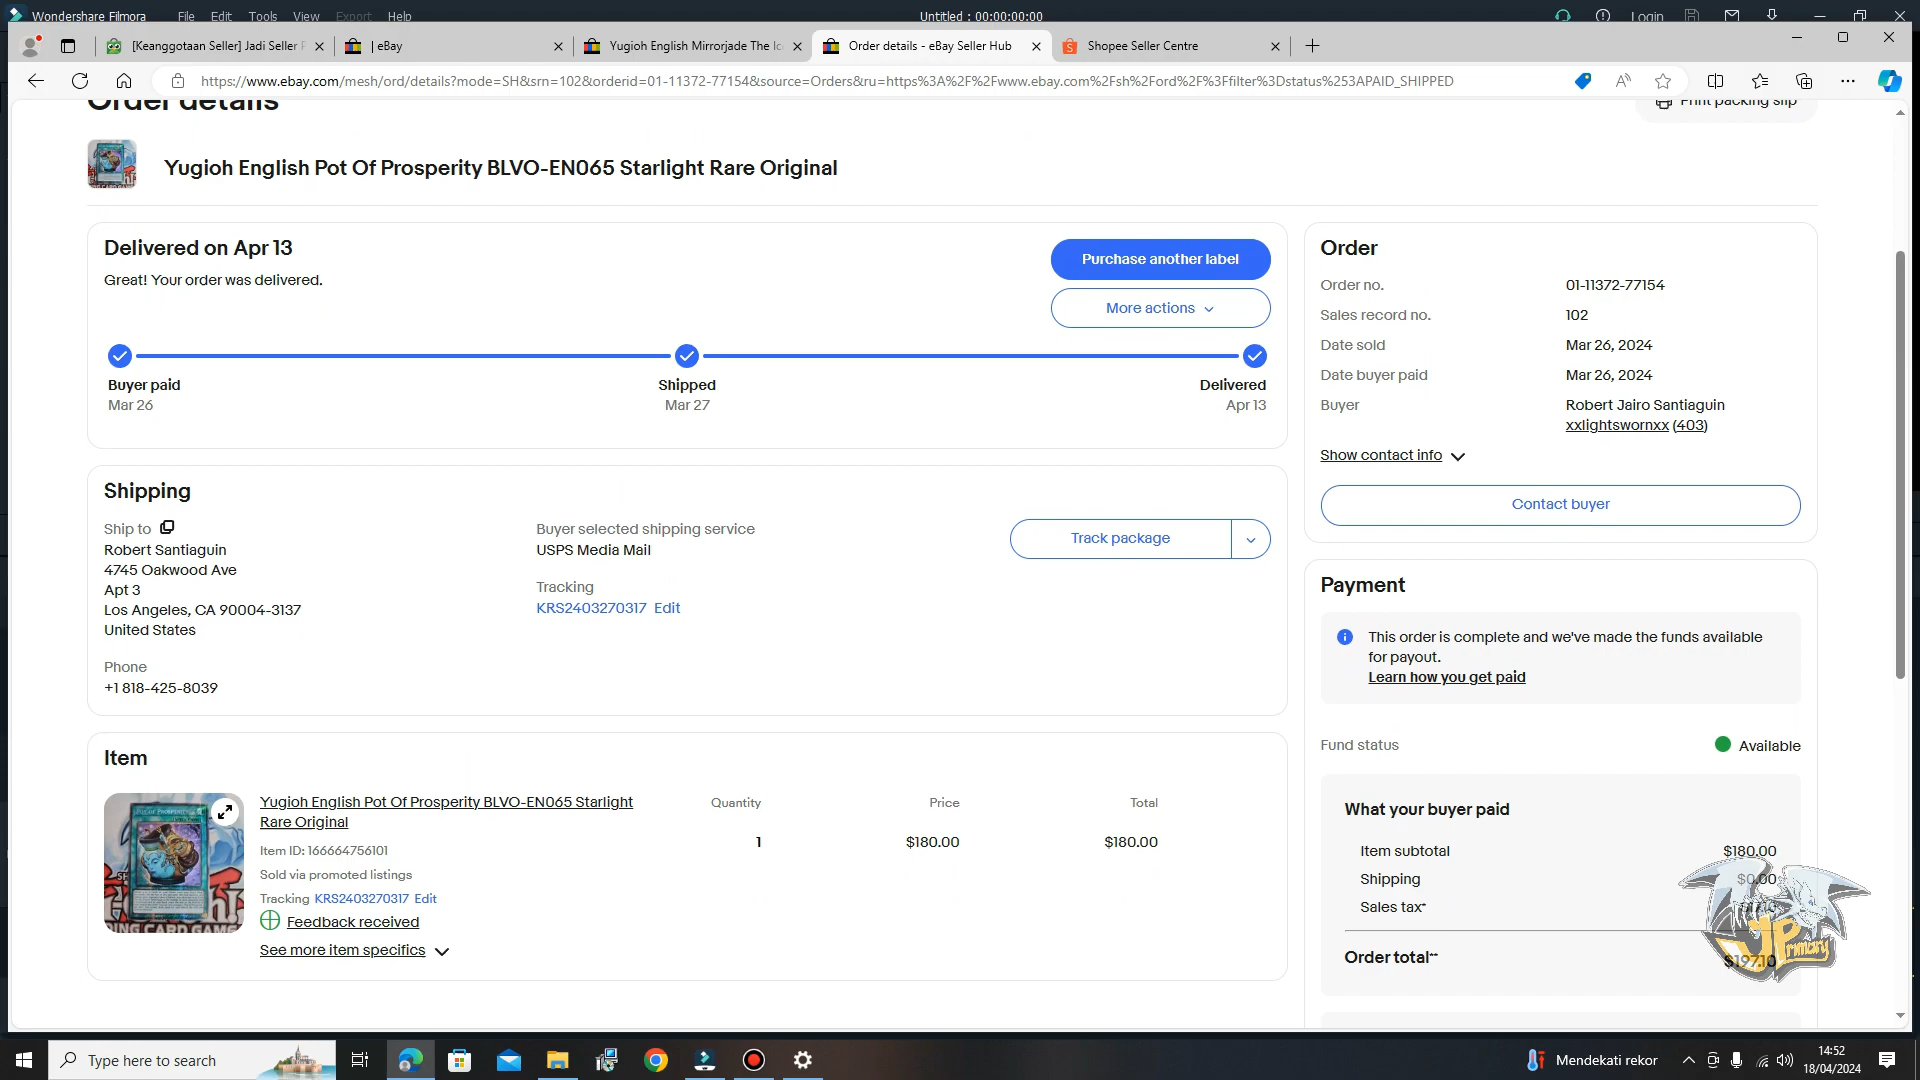 Wondershare Filmora File Edit Tools View Export Help Untitled : 00:00:00:00 Login
[Keanggotaan Seller] Jadi Seller | eBay Yugioh English Mirrorjade The Ic Order details - eBay Seller Hub Shopee Seller Centre
https://www.ebay.com/mesh/ord/details?mode=SH&srn=102&orderid=01-11372-77154&source=Orders&ru=https%3A%2F%2Fwww.ebay.com%2Fsh%2Ford%2F%3Ffilter%3Dstatus%253APAID_SHIPPED
Order details
Print packing slip
Yugioh English Pot Of Prosperity BLVO-EN065 Starlight Rare Original
Delivered on Apr 13
Great! Your order was delivered.
Purchase another label
More actions
Buyer paid
Mar 26
Shipped
Mar 27
Delivered
Apr 13
Shipping
Ship to
Robert Santiaguin
4745 Oakwood Ave
Apt 3
Los Angeles, CA 90004-3137
United States
Phone
+1 818-425-8039
Buyer selected shipping service
USPS Media Mail
Tracking
KRS2403270317 Edit
Track package
Item
Yugioh English Pot Of Prosperity BLVO-EN065 Starlight
Rare Original
Item ID: 166664756101
Sold via promoted listings
Tracking KRS2403270317 Edit
Feedback received
See more item specifics
Quantity
1
Price
$180.00
Total
$180.00
Order
Order no. 01-11372-77154
Sales record no. 102
Date sold Mar 26, 2024
Date buyer paid Mar 26, 2024
Buyer Robert Jairo Santiaguin
xxlightswornxx (403)
Show contact info
Contact buyer
Payment
This order is complete and we've made the funds available
for payout.
Learn how you get paid
Fund status Available
What your buyer paid
Item subtotal $180.00
Shipping $0.00
Sales tax*
Order total** $197.10
JPrimary
Type here to search
Mendekati rekor
14:52
18/04/2024